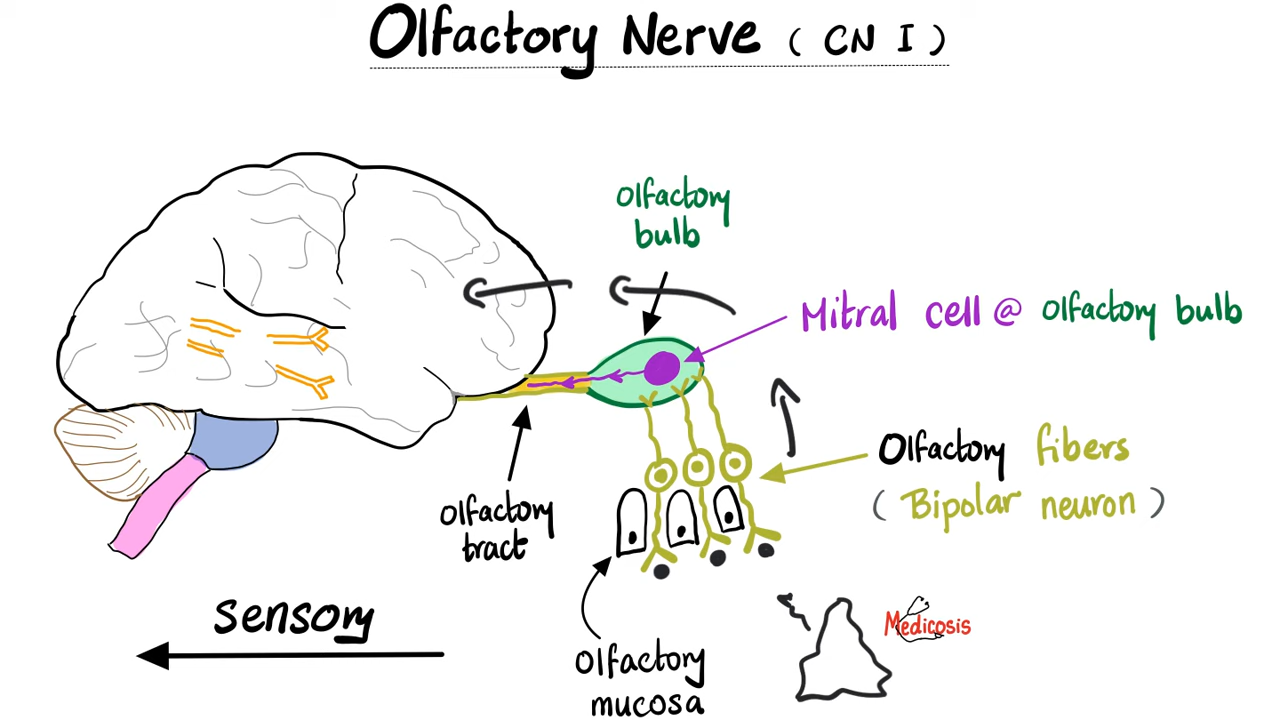 Olfactory Nerve ( CN I )
Olfactory
bulb
Mitral cell @ olfactory bulb
Olfactory fibers
( Bipolar neuron )
olfactory
tract
sensory
Olfactory
mucosa
Medicosis